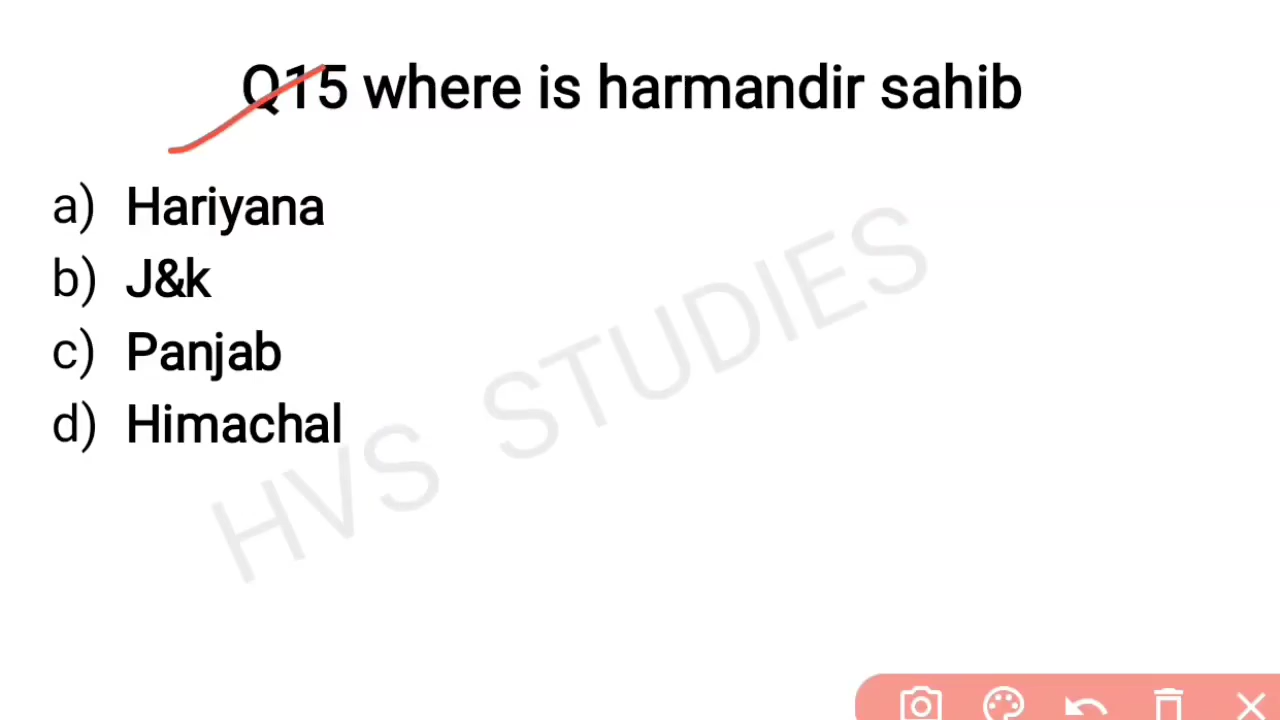 Q15 where is harmandir sahib
a) Hariyana
b) J&k
c) Panjab
d) Himachal
HVS STUDIES